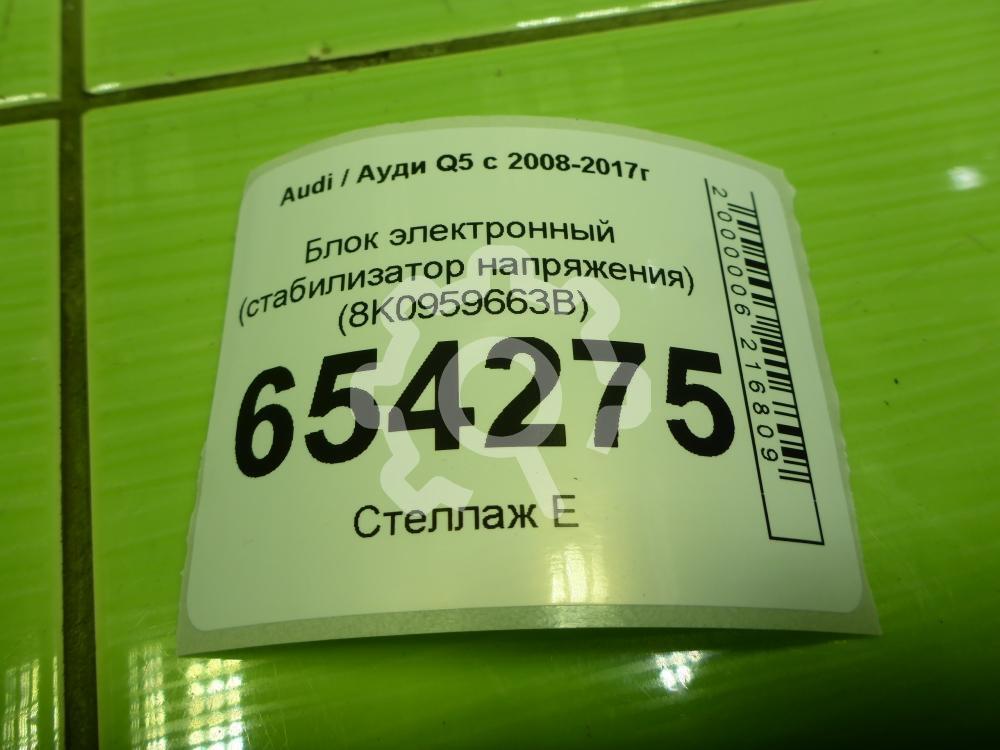 Audi / Ауди Q5 с 2008-2017г
Блок электронный
(стабилизатор напряжения)
(8K0959663B)
654275
Стеллаж Е
2000006216809